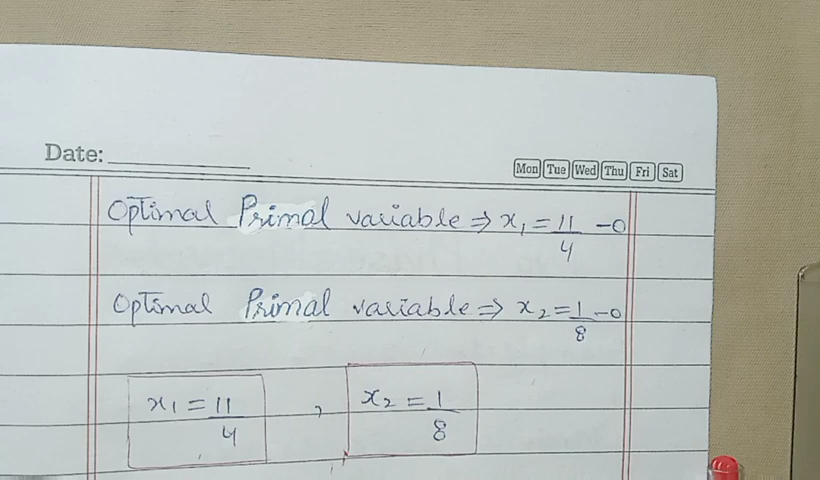 Date:
Mon Tue Wed Thu Fri Sat
Optimal Primal variable ⇒ x₁ = 11/4 - 0
Optimal Primal variable ⇒ x₂ = 1/8 - 0
x₁ = 11/4 , x₂ = 1/8